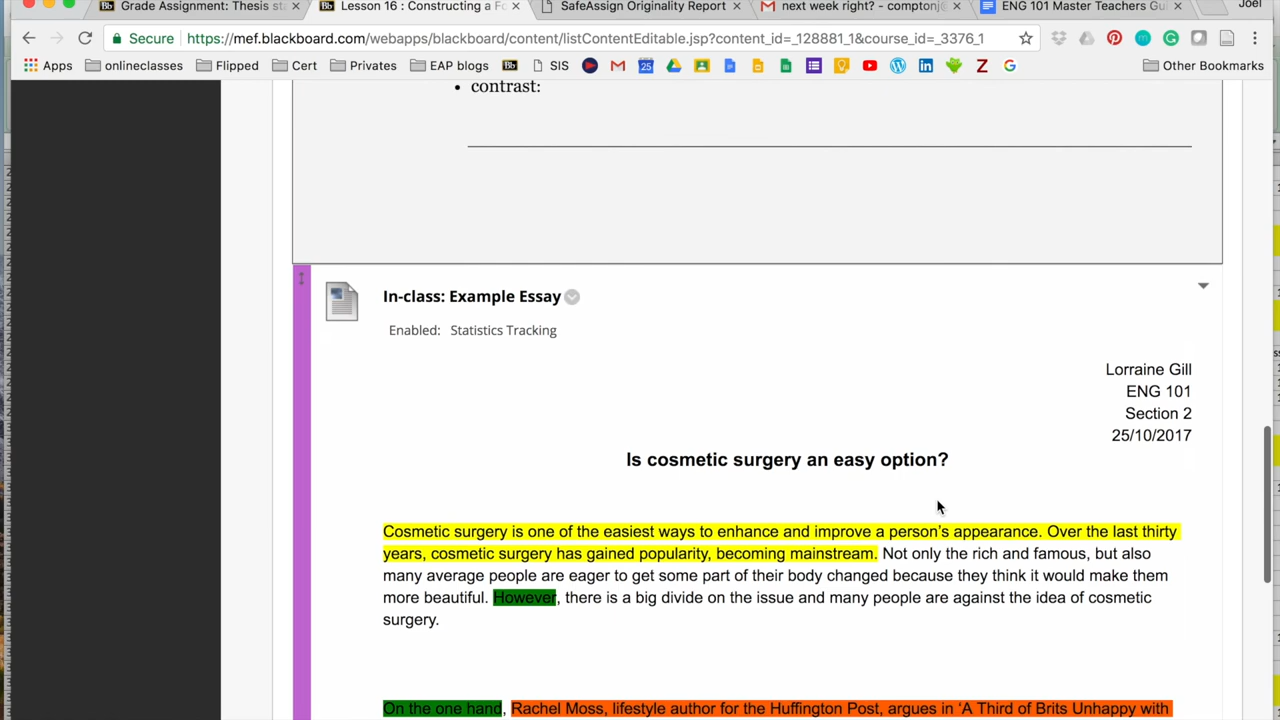 Grade Assignment: Thesis st
Lesson 16 : Constructing a Fo
SafeAssign Originality Report
next week right? - comptonj@
ENG 101 Master Teachers Gui
Joel
Secure https://mef.blackboard.com/webapps/blackboard/content/listContentEditable.jsp?content_id=_128881_1&course_id=_3376_1
Apps onlineclasses Flipped Cert Privates EAP blogs Bb SIS Other Bookmarks
• contrast:
In-class: Example Essay
Enabled: Statistics Tracking
Lorraine Gill
ENG 101
Section 2
25/10/2017
Is cosmetic surgery an easy option?
Cosmetic surgery is one of the easiest ways to enhance and improve a person's appearance. Over the last thirty
years, cosmetic surgery has gained popularity, becoming mainstream. Not only the rich and famous, but also
many average people are eager to get some part of their body changed because they think it would make them
more beautiful. However, there is a big divide on the issue and many people are against the idea of cosmetic
surgery.
On the one hand, Rachel Moss, lifestyle author for the Huffington Post, argues in 'A Third of Brits Unhappy with